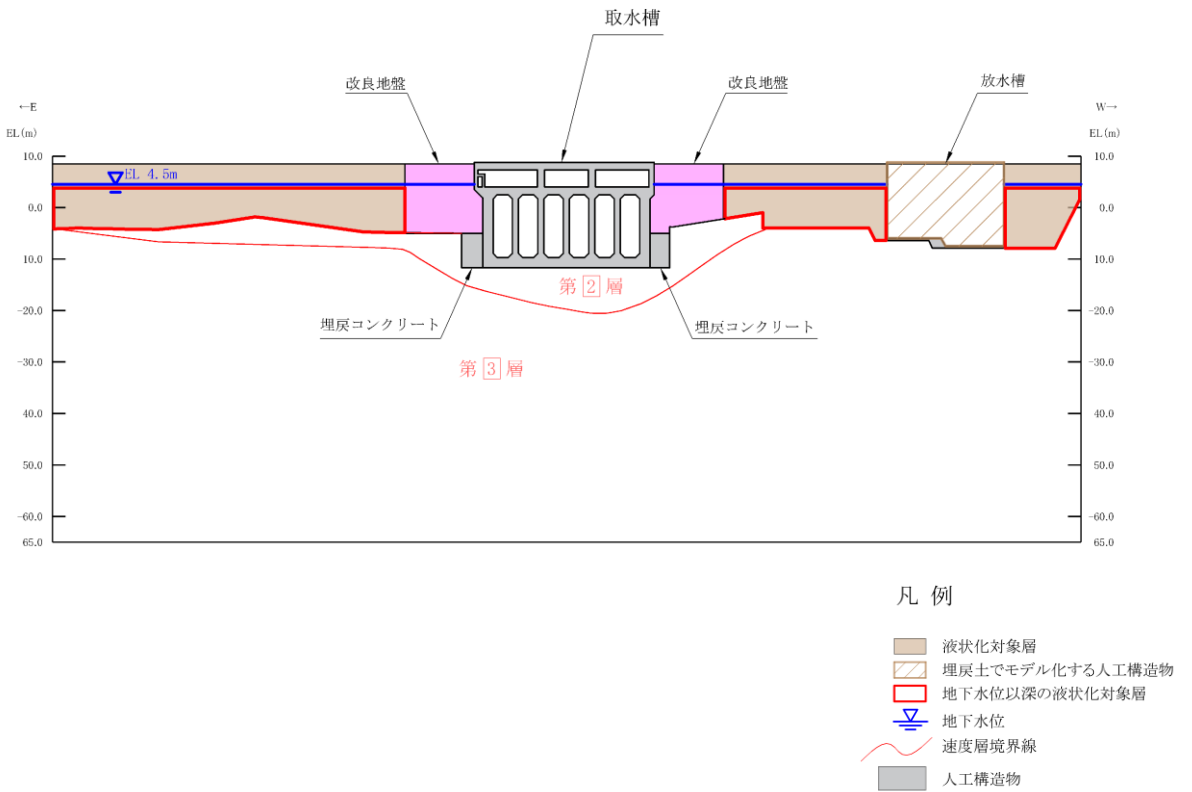 取水槽
改良地盤
改良地盤
放水槽
←E
W→
EL(m)
EL(m)
10.0
10.0
EL 4.5m
0.0
0.0
10.0
10.0
第2層
-20.0
-20.0
埋戻コンクリート
埋戻コンクリート
-30.0
-30.0
第3層
40.0
40.0
50.0
50.0
-60.0
-60.0
65.0
65.0
凡 例
液状化対象層
埋戻土でモデル化する人工構造物
地下水位以深の液状化対象層
地下水位
速度層境界線
人工構造物